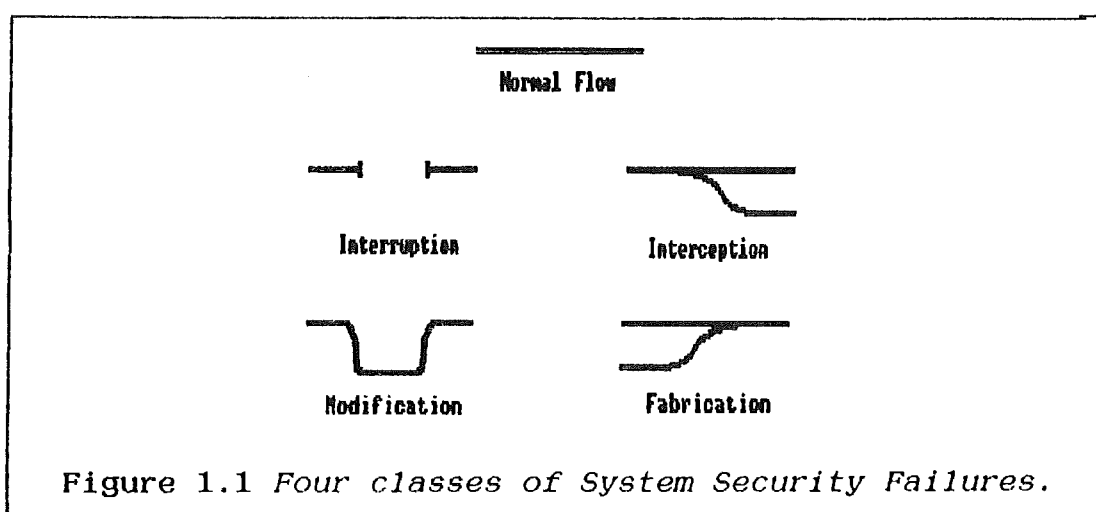 Normal Flow
Interruption
Interception
Modification
Fabrication
Figure 1.1 Four classes of System Security Failures.